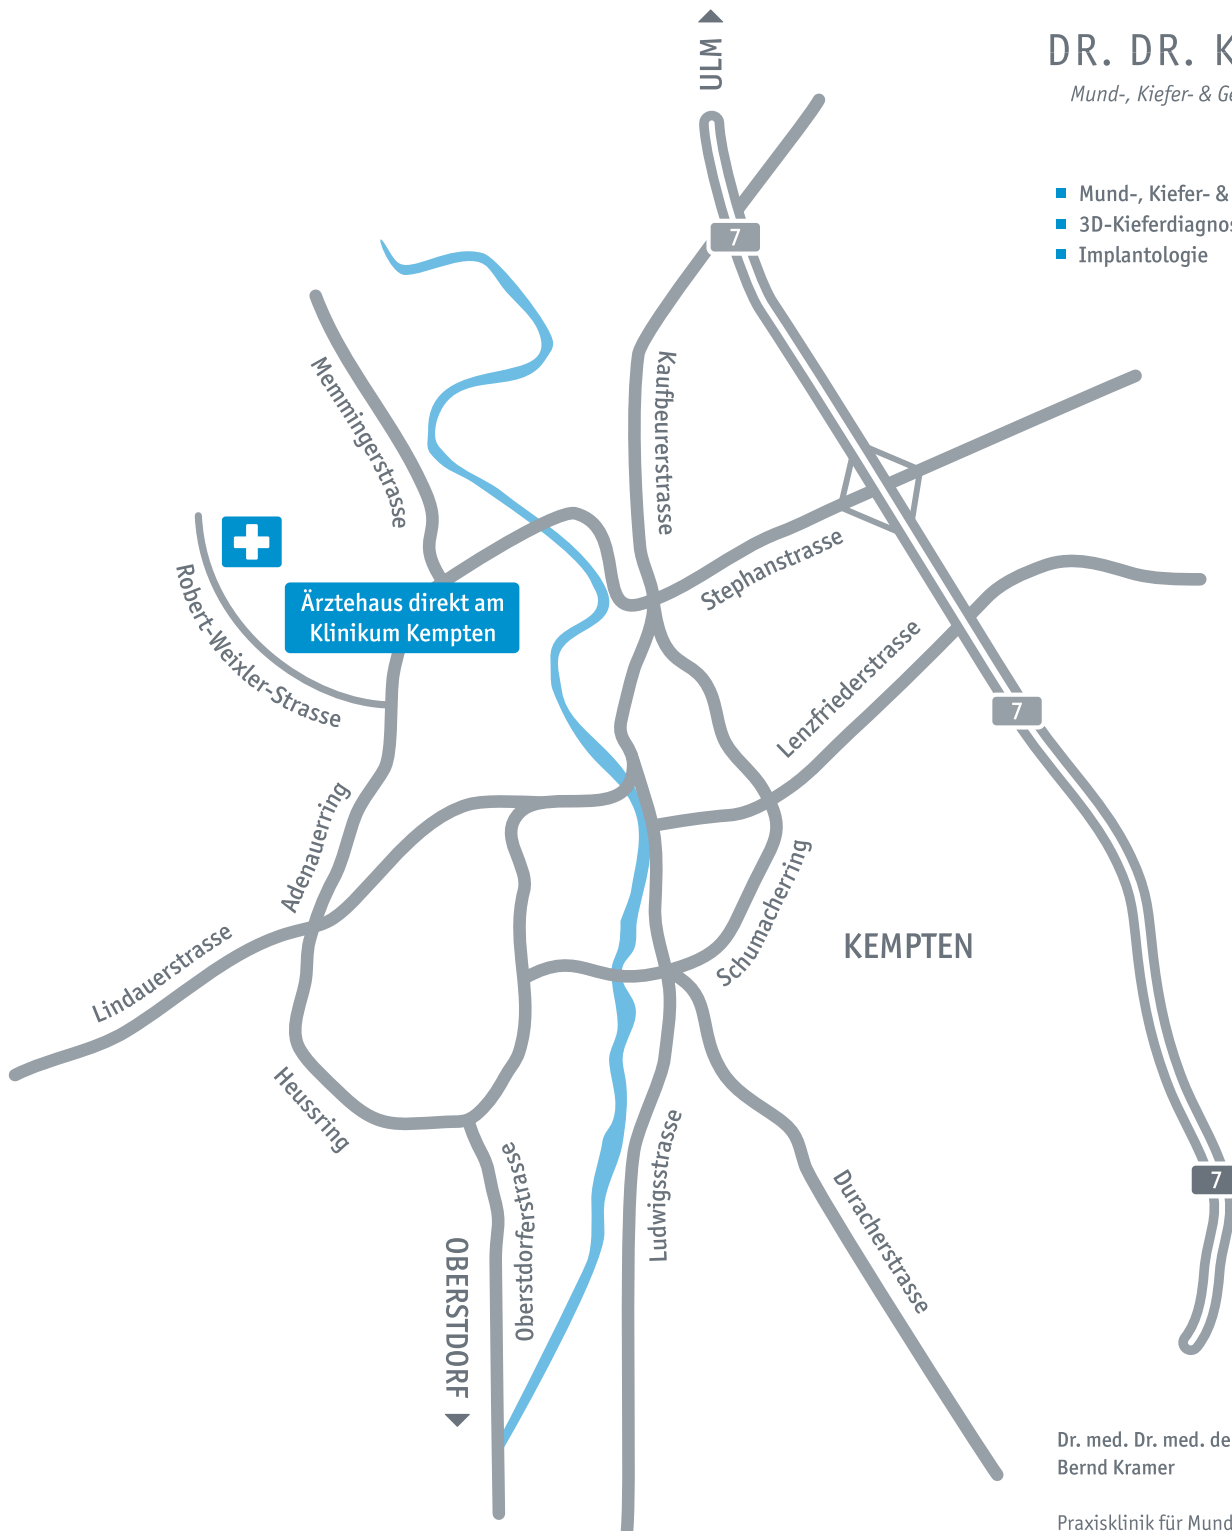 ULM
DR. DR. K
Mund-, Kiefer- & Ge
Mund-, Kiefer- &
3D-Kieferdiagnos
Implantologie
7
Memmingerstrasse
Kaufbeurerstrasse
Stephanstrasse
Robert-Weixler-Strasse
Ärztehaus direkt am
Klinikum Kempten
Lenzfriederstrasse
7
Adenauerring
Schumacherring
Lindauerstrasse
KEMPTEN
Heussring
Oberstdorferstrasse
Ludwigsstrasse
Duracherstrasse
7
OBERSTDORF
Dr. med. Dr. med. de
Bernd Kramer
Praxisklinik für Mund